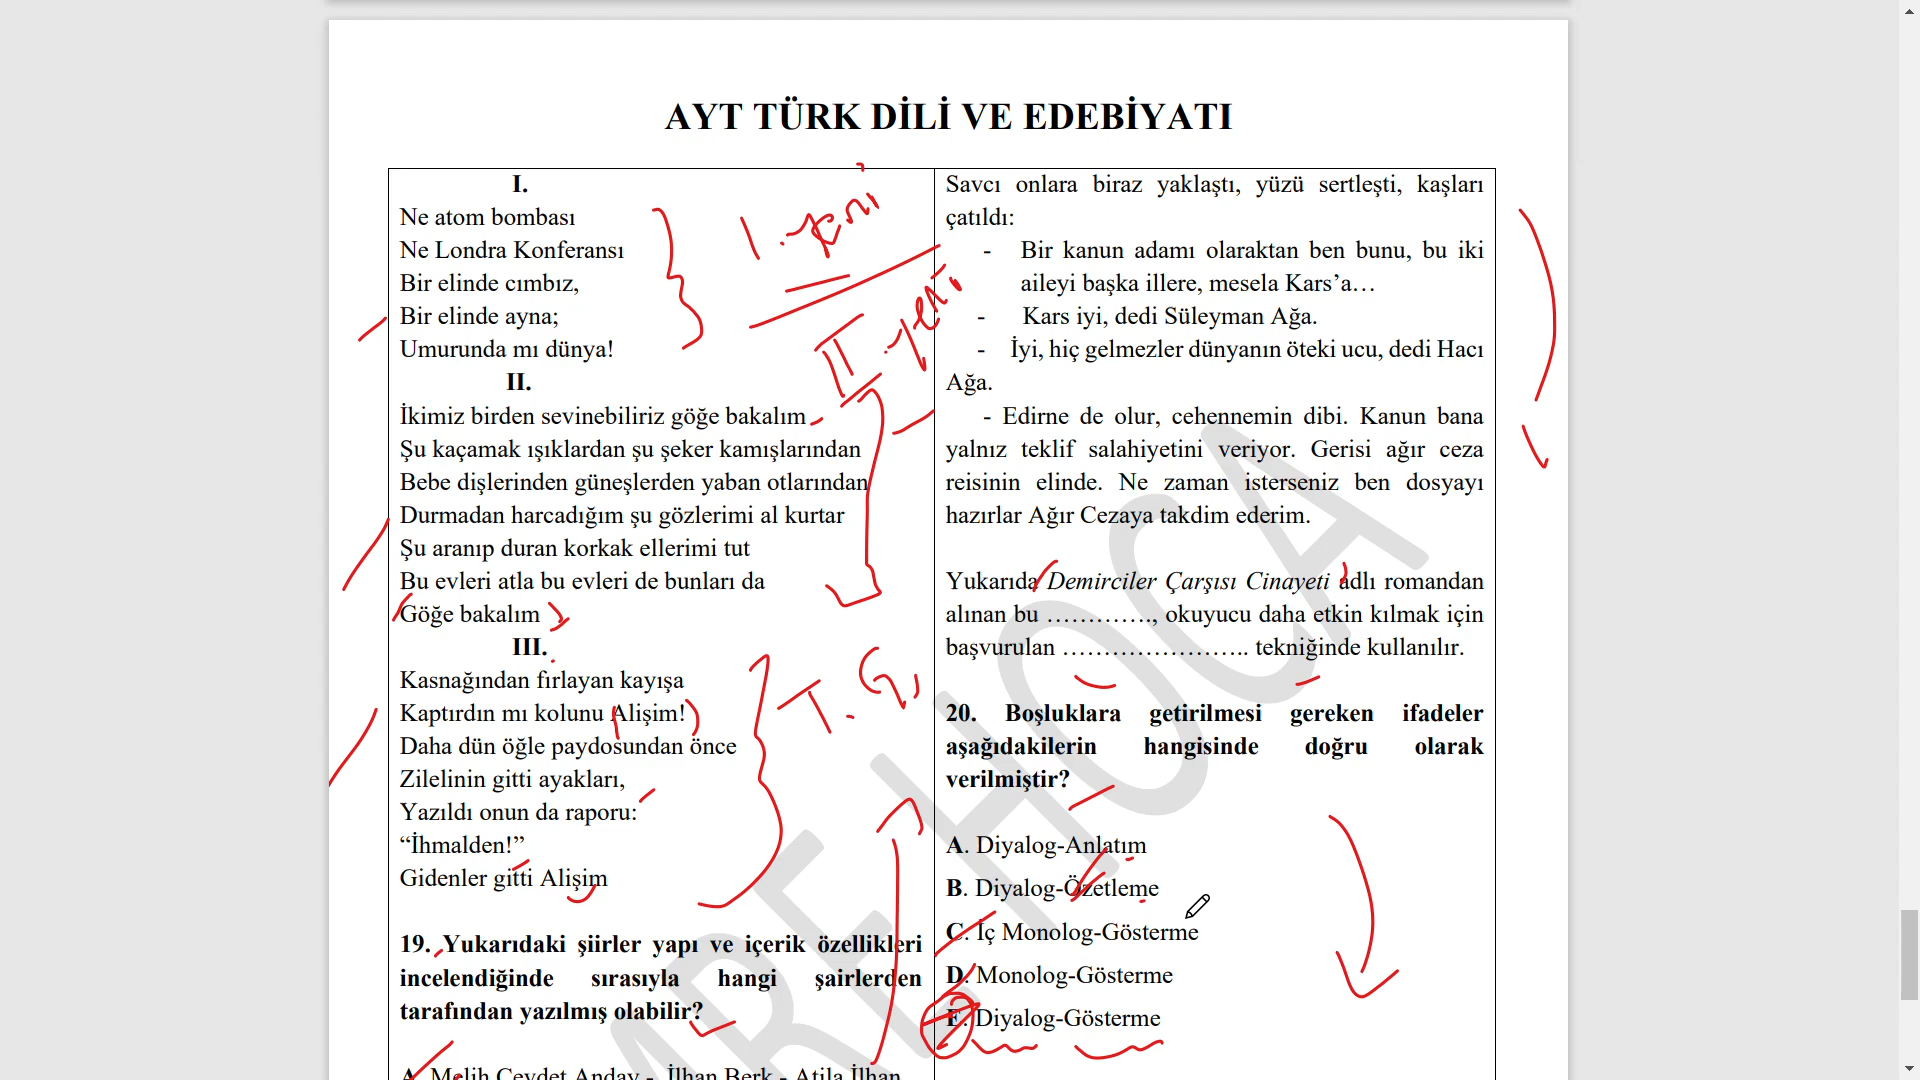 AYT TÜRK DİLİ VE EDEBİYATI
I.
Ne atom bombası
Ne Londra Konferansı
Bir elinde cımbız,
Bir elinde ayna;
Umurunda mı dünya!
II.
İkimiz birden sevinebiliriz göğe bakalım
Şu kaçamak ışıklardan şu şeker kamışlarından
Bebe dişlerinden güneşlerden yaban otlarından
Durmadan harcadığım şu gözlerimi al kurtar
Şu aranıp duran korkak ellerimi tut
Bu evleri atla bu evleri de bunları da
Göğe bakalım
III.
Kasnağından fırlayan kayışa
Kaptırdın mı kolunu Alişim!
Daha dün öğle paydosundan önce
Zilelinin gitti ayakları,
Yazıldı onun da raporu:
“İhmalden!”
Gidenler gitti Alişim
19. Yukarıdaki şiirler yapı ve içerik özellikleri
incelendiğinde sırasıyla hangi şairlerden
tarafından yazılmış olabilir?
A. Melih Cevdet Anday - İlhan Berk - Atila İlhan
I. yeni
II. yeni
T. G.
Savcı onlara biraz yaklaştı, yüzü sertleşti, kaşları
çatıldı:
- Bir kanun adamı olaraktan ben bunu, bu iki
aileyi başka illere, mesela Kars’a…
- Kars iyi, dedi Süleyman Ağa.
- İyi, hiç gelmezler dünyanın öteki ucu, dedi Hacı
Ağa.
- Edirne de olur, cehennemin dibi. Kanun bana
yalnız teklif salahiyetini veriyor. Gerisi ağır ceza
reisinin elinde. Ne zaman isterseniz ben dosyayı
hazırlar Ağır Cezaya takdim ederim.
Yukarıda Demirciler Çarşısı Cinayeti adlı romandan
alınan bu …………., okuyucu daha etkin kılmak için
başvurulan ………………….. tekniğinde kullanılır.
20. Boşluklara getirilmesi gereken ifadeler
aşağıdakilerin hangisinde doğru olarak
verilmiştir?
A. Diyalog-Anlatım
B. Diyalog-Özetleme
C. İç Monolog-Gösterme
D. Monolog-Gösterme
E. Diyalog-Gösterme
MRE HOCA